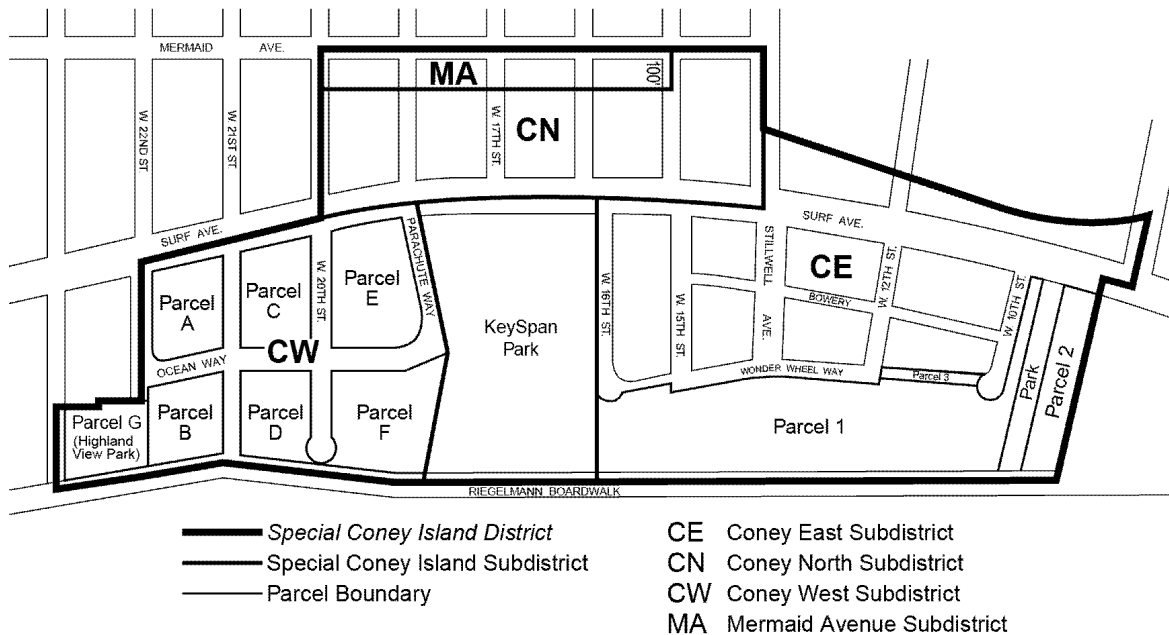 MERMAID AVE.
MA
100'
CN
W. 22ND ST.
W. 21ST ST.
W. 17TH ST.
SURF AVE.
SURF AVE.
PARACHUTE WAY
W. 20TH ST.
STILLWELL AVE.
CE
W. 12TH ST.
BOWERY
W. 10TH ST.
W. 16TH ST.
W. 15TH ST.
Parcel
A
Parcel
C
Parcel
E
KeySpan
Park
CW
OCEAN WAY
WONDER WHEEL WAY
Parcel 3
Park
Parcel 2
Parcel G
(Highland
View Park)
Parcel
B
Parcel
D
Parcel
F
Parcel 1
RIEGELMANN BOARDWALK
Special Coney Island District
Special Coney Island Subdistrict
Parcel Boundary
CE Coney East Subdistrict
CN Coney North Subdistrict
CW Coney West Subdistrict
MA Mermaid Avenue Subdistrict